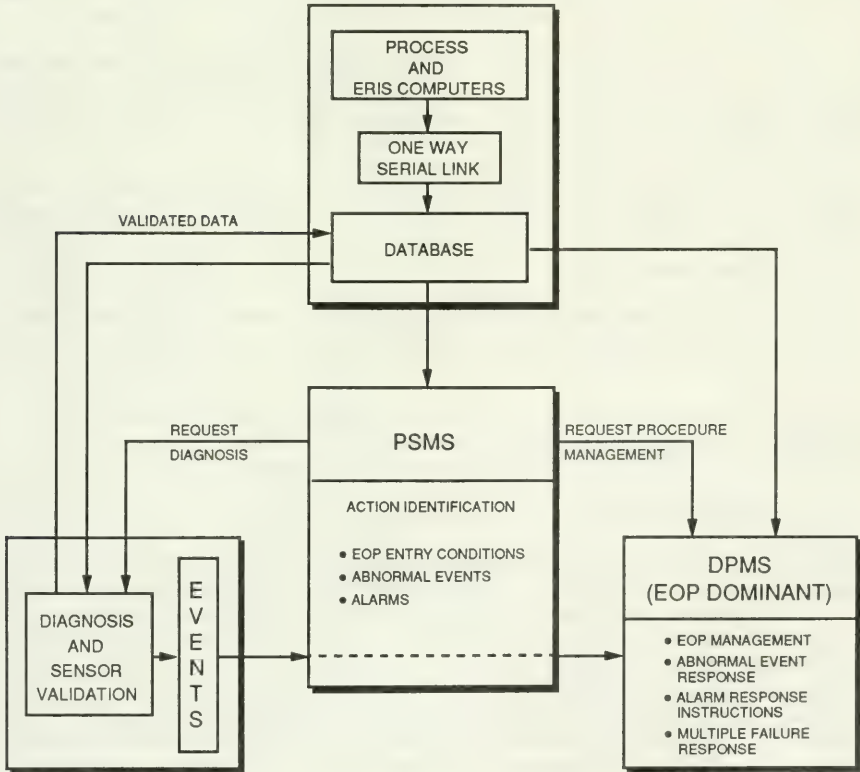 PROCESS
AND
ERIS COMPUTERS
ONE WAY
SERIAL LINK
VALIDATED DATA
DATABASE
REQUEST
DIAGNOSIS
PSMS
REQUEST PROCEDURE
MANAGEMENT
ACTION IDENTIFICATION
• EOP ENTRY CONDITIONS
• ABNORMAL EVENTS
• ALARMS
DIAGNOSIS
AND
SENSOR
VALIDATION
EVENTS
DPMS
(EOP DOMINANT)
• EOP MANAGEMENT
• ABNORMAL EVENT
RESPONSE
• ALARM RESPONSE
INSTRUCTIONS
• MULTIPLE FAILURE
RESPONSE